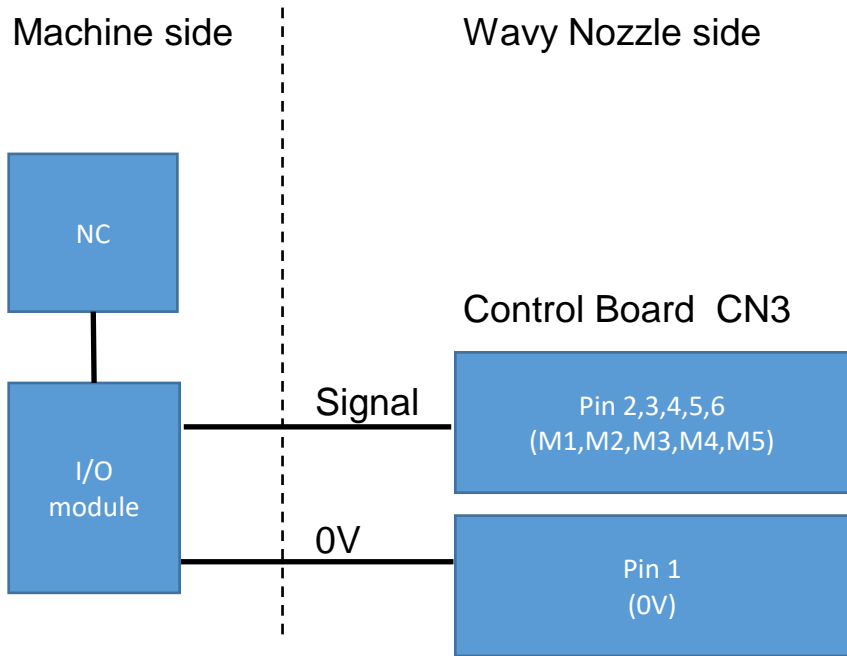 Machine side
Wavy Nozzle side
NC
Control Board CN3
Signal
Pin 2,3,4,5,6
(M1,M2,M3,M4,M5)
I/O
module
0V
Pin 1
(0V)